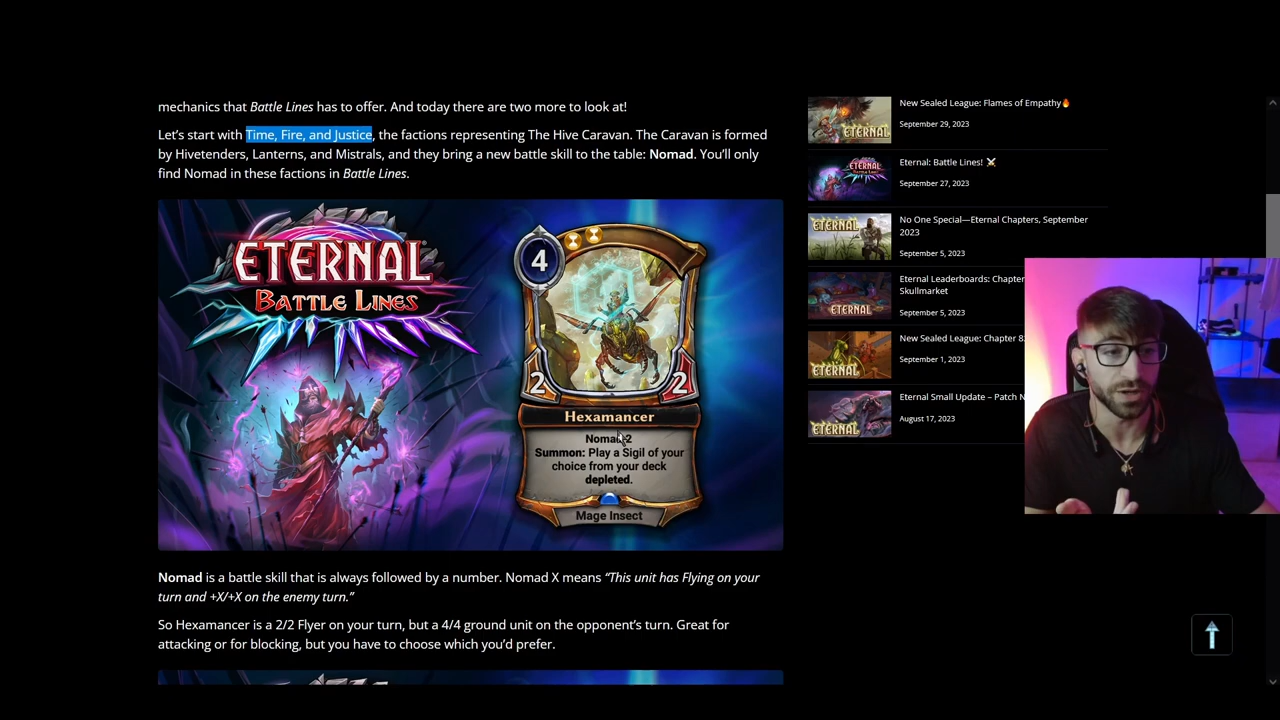 mechanics that Battle Lines has to offer. And today there are two more to look at!
Let's start with Time, Fire, and Justice, the factions representing The Hive Caravan. The Caravan is formed
by Hivetenders, Lanterns, and Mistrals, and they bring a new battle skill to the table: Nomad. You'll only
find Nomad in these factions in Battle Lines.
ETERNAL
BATTLE LINES
4
2
2
Hexamancer
Nomad 2
Summon: Play a Sigil of your
choice from your deck
depleted.
Mage Insect
Nomad is a battle skill that is always followed by a number. Nomad X means "This unit has Flying on your
turn and +X/+X on the enemy turn."
So Hexamancer is a 2/2 Flyer on your turn, but a 4/4 ground unit on the opponent's turn. Great for
attacking or for blocking, but you have to choose which you'd prefer.
New Sealed League: Flames of Empathy🔥
September 29, 2023
ETERNAL
Eternal: Battle Lines! ⚔
September 27, 2023
No One Special—Eternal Chapters, September
2023
September 5, 2023
ETERNAL
Eternal Leaderboards: Chapter
Skullmarket
September 5, 2023
ETERNAL
New Sealed League: Chapter 8
September 1, 2023
ETERNAL
Eternal Small Update – Patch N
August 17, 2023
ETERNAL